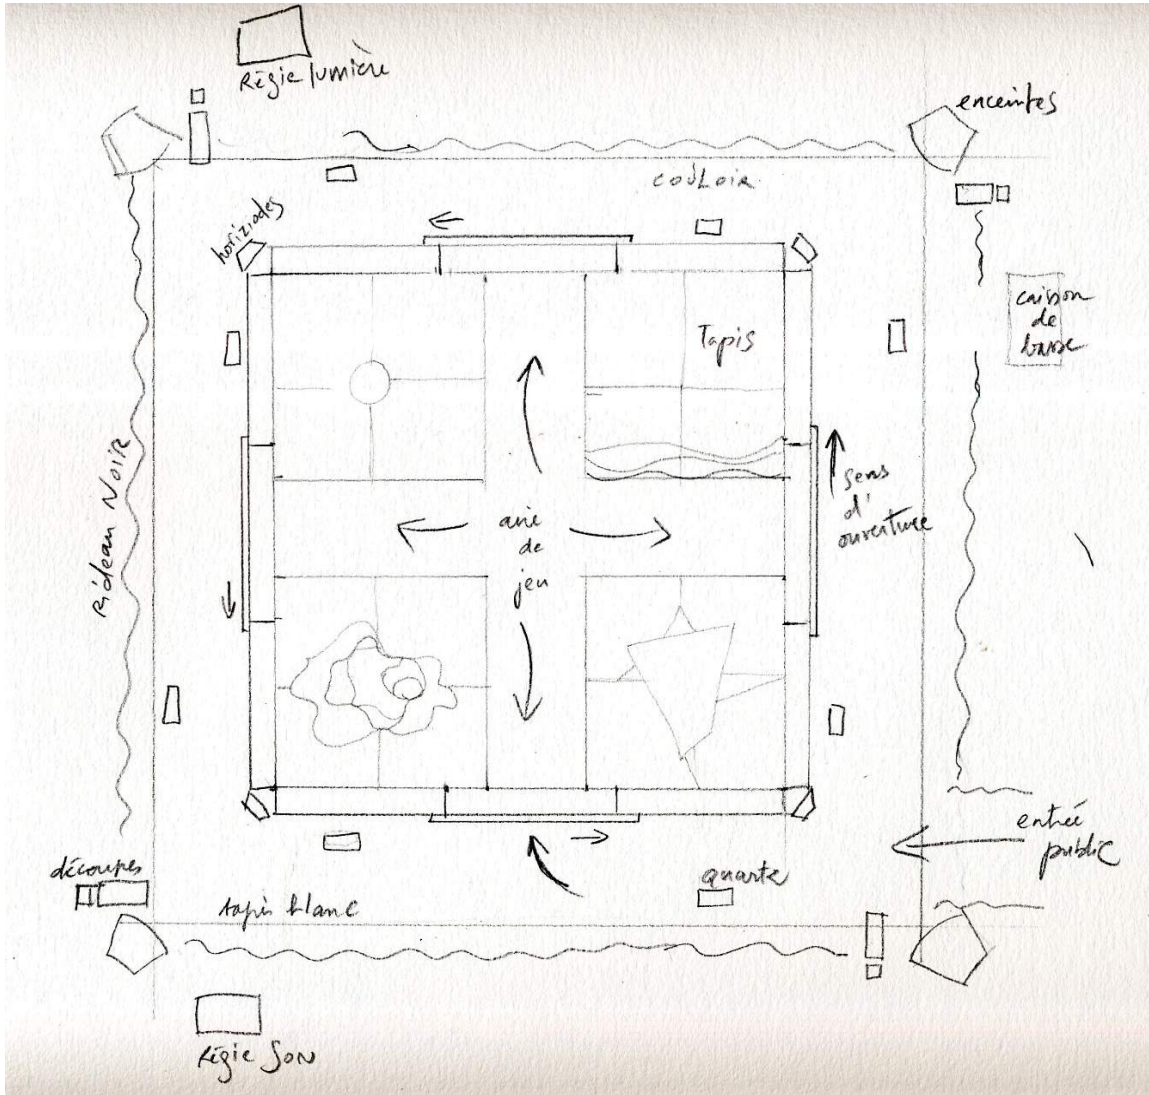 Régie lumière
enceintes
couloir
horiziodes
Tapis
caisson
de
basse
Rideau Noir
sens
d'
ouverture
aire
de
jeu
entrée
public
découpes
quartz
tapis blanc
Régie Son